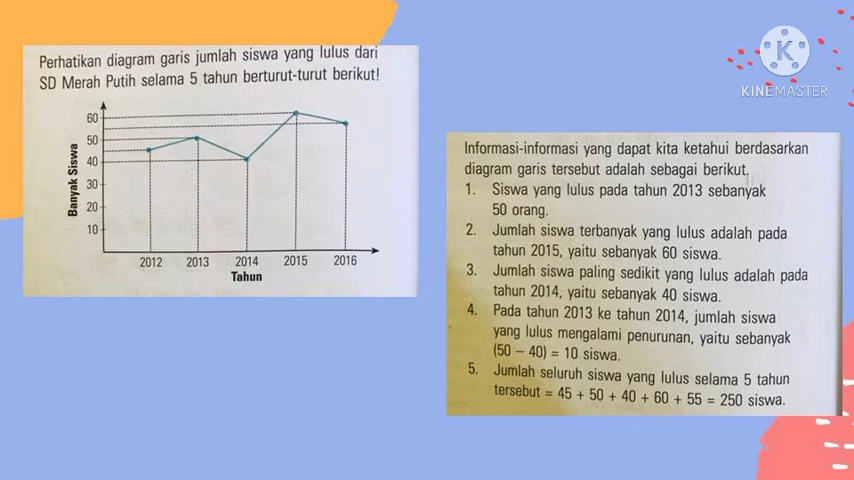 Perhatikan diagram garis jumlah siswa yang lulus dari
SD Merah Putih selama 5 tahun berturut-turut berikut!
Banyak Siswa
60
50
40
30
20
10
2012 2013 2014 2015 2016
Tahun
KINEMASTER
Informasi-informasi yang dapat kita ketahui berdasarkan
diagram garis tersebut adalah sebagai berikut.
1. Siswa yang lulus pada tahun 2013 sebanyak
50 orang.
2. Jumlah siswa terbanyak yang lulus adalah pada
tahun 2015, yaitu sebanyak 60 siswa.
3. Jumlah siswa paling sedikit yang lulus adalah pada
tahun 2014, yaitu sebanyak 40 siswa.
4. Pada tahun 2013 ke tahun 2014, jumlah siswa
yang lulus mengalami penurunan, yaitu sebanyak
(50 – 40) = 10 siswa.
5. Jumlah seluruh siswa yang lulus selama 5 tahun
tersebut = 45 + 50 + 40 + 60 + 55 = 250 siswa.